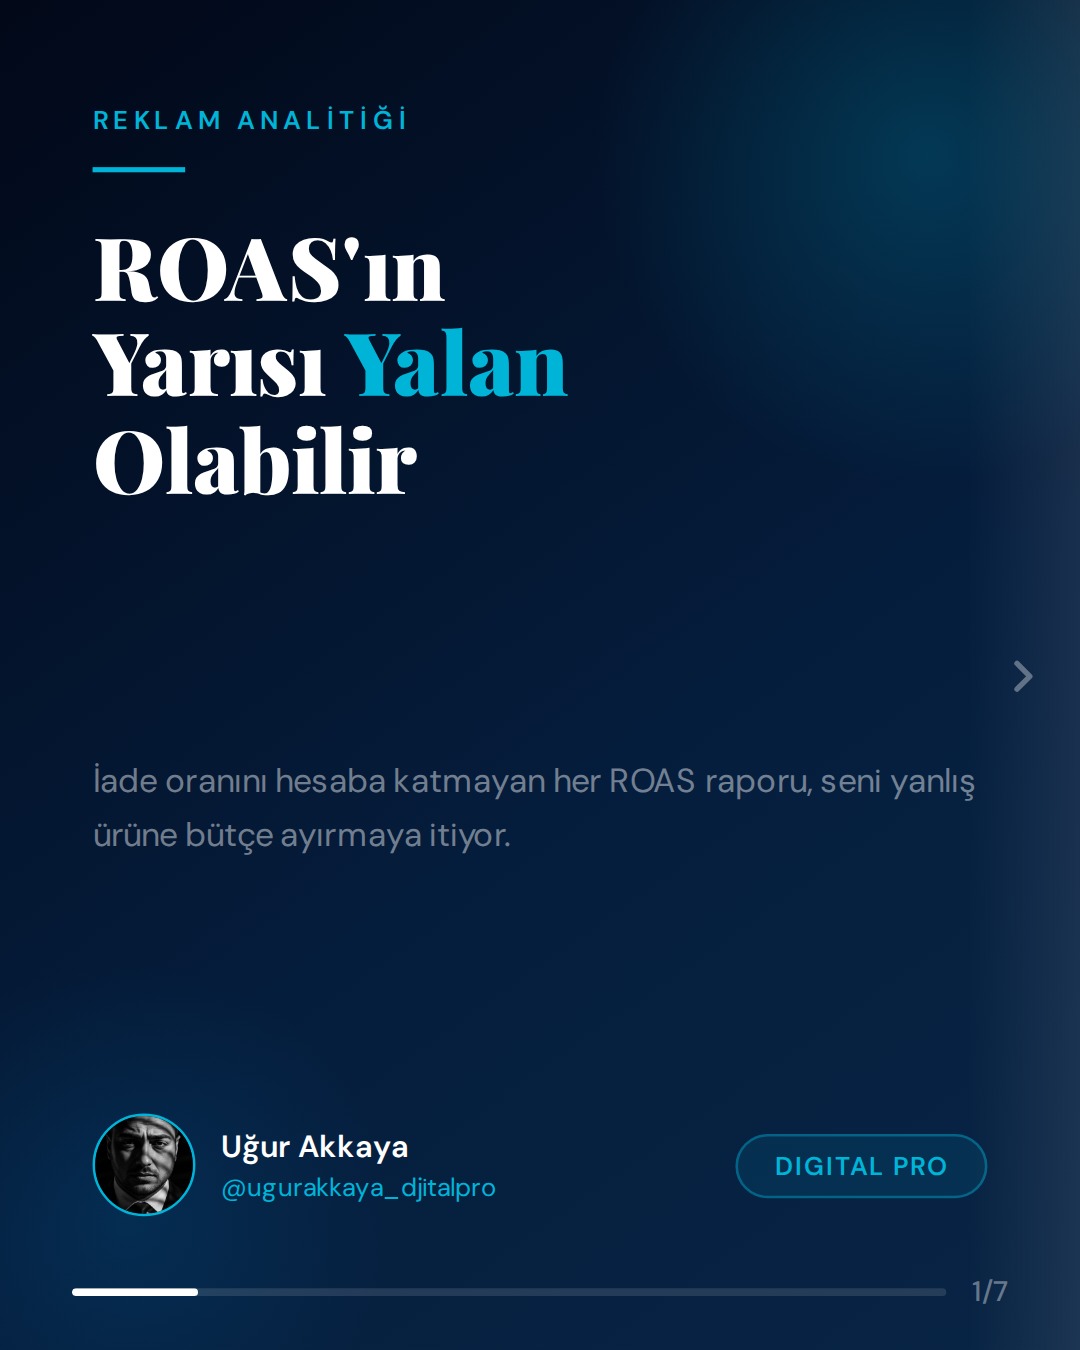 REKLAM ANALİTİĞİ
ROAS'ın
Yarısı Yalan
Olabilir
İade oranını hesaba katmayan her ROAS raporu, seni yanlış
ürüne bütçe ayırmaya itiyor.
Uğur Akkaya
@ugurakkaya_djitalpro
DIGITAL PRO
1/7